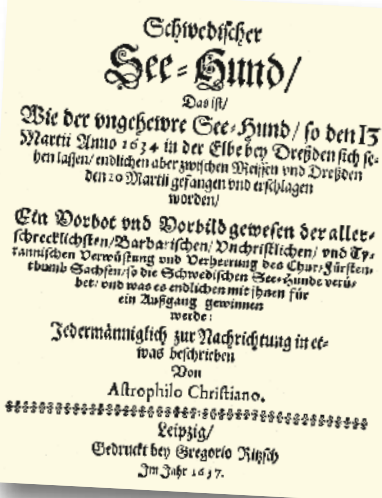 Schwedischer
See-Hund/
Das ist/
Wie der vngehewre See-Hund/ so den 13
Martii Anno 1634 in der Elbe bey Dreßden sich se-
hen lassen/ endlichen aber zwischen Meissen vnd Dreßden
den 20 Martii gefangen vnd erschlagen
worden/
Ein Vorbot vnd Vorbild gewesen der aller-
schrecklichsten/ Barbarischen/ Vnchristlichen/ vnd Ty-
rannischen Verwüstung vnd Verheerung des Chur-Fürsten-
thumb Sachsen/ so die Schwedischen See-Hunde verü-
bet/ vnd was es endlichen mit ihnen für
ein Außgang gewinnen
werde:
Jedermänniglich zur Nachrichtung in et-
was beschrieben
Von
Astrophilo Christiano.
Leipzig/
Gedruckt bey Gregorio Ritzsch
Im Jahr 1637.